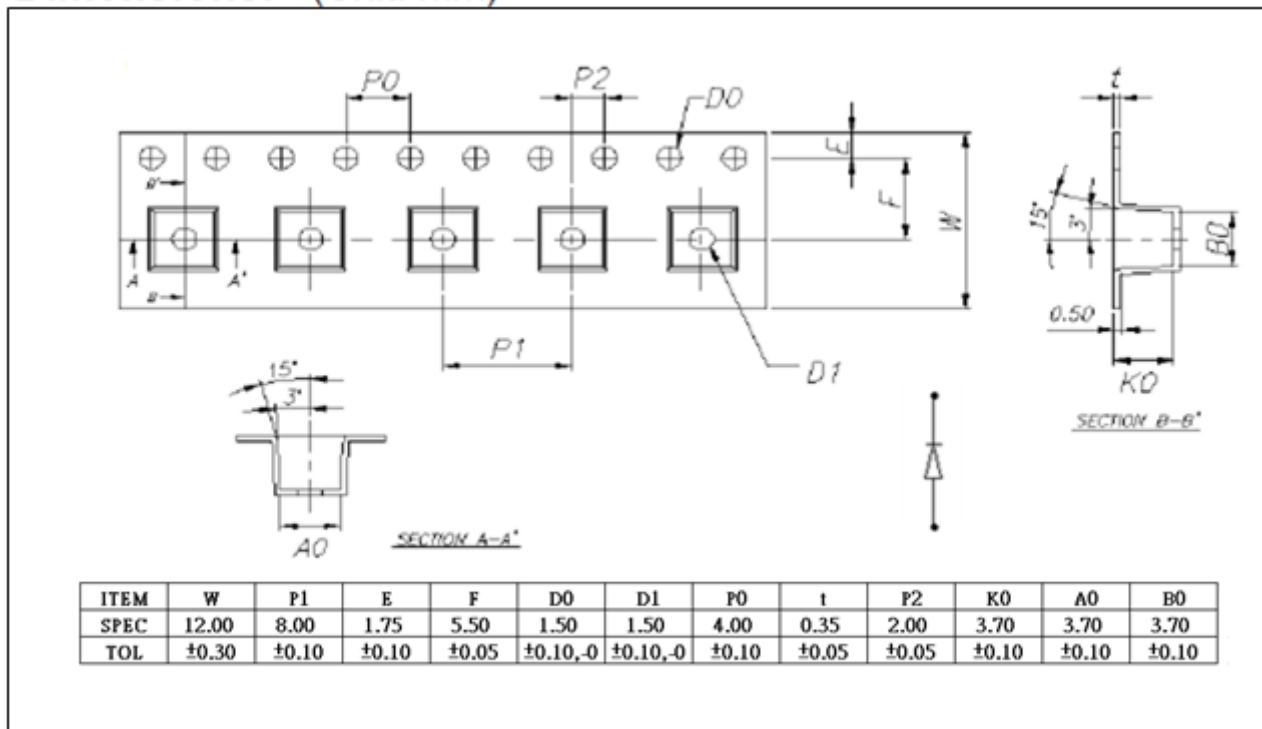 P0 P2 D0 t
E
F W
B' 15° 3° B0
A A'
B
0.50
P1 D1
K0
15°
3°
SECTION B-B'
A0 SECTION A-A'
ITEM W P1 E F D0 D1 P0 t P2 K0 A0 B0
SPEC 12.00 8.00 1.75 5.50 1.50 1.50 4.00 0.35 2.00 3.70 3.70 3.70
TOL ±0.30 ±0.10 ±0.10 ±0.05 ±0.10,-0 ±0.10,-0 ±0.10 ±0.05 ±0.05 ±0.10 ±0.10 ±0.10